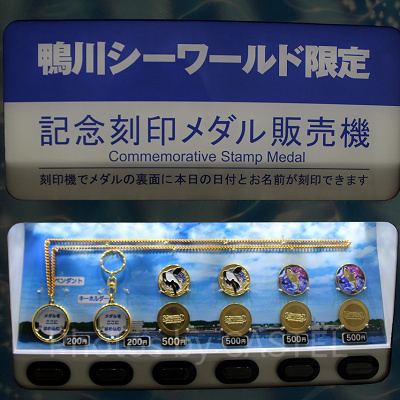 鴨川シーワールド限定
記念刻印メダル販売機
Commemorative Stamp Medal
刻印機でメダルの裏面に本日の日付とお名前が刻印できます
ペンダント
キーホルダー
200円
200円
500円
500円
500円
500円